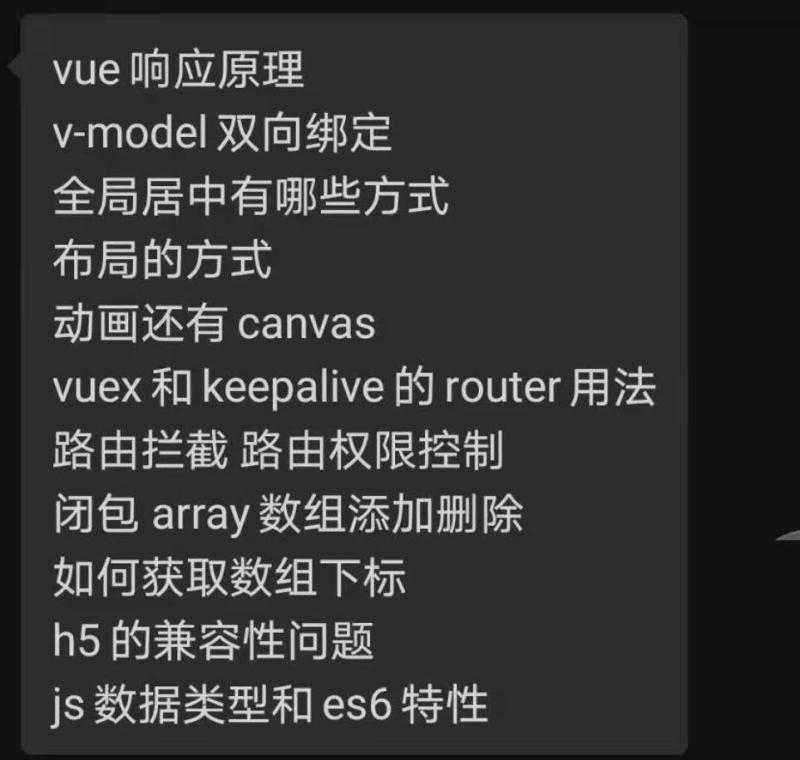 vue 响应原理
v-model 双向绑定
全局居中有哪些方式
布局的方式
动画还有 canvas
vuex 和 keepalive 的 router 用法
路由拦截 路由权限控制
闭包 array 数组添加删除
如何获取数组下标
h5 的兼容性问题
js 数据类型和 es6 特性